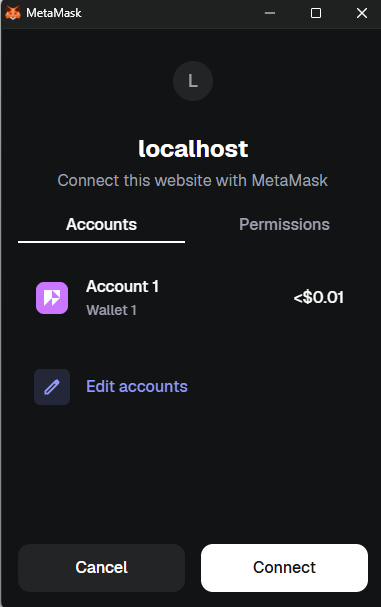 MetaMask
L
localhost
Connect this website with MetaMask
Accounts
Permissions
Account 1
Wallet 1
<$0.01
Edit accounts
Cancel
Connect